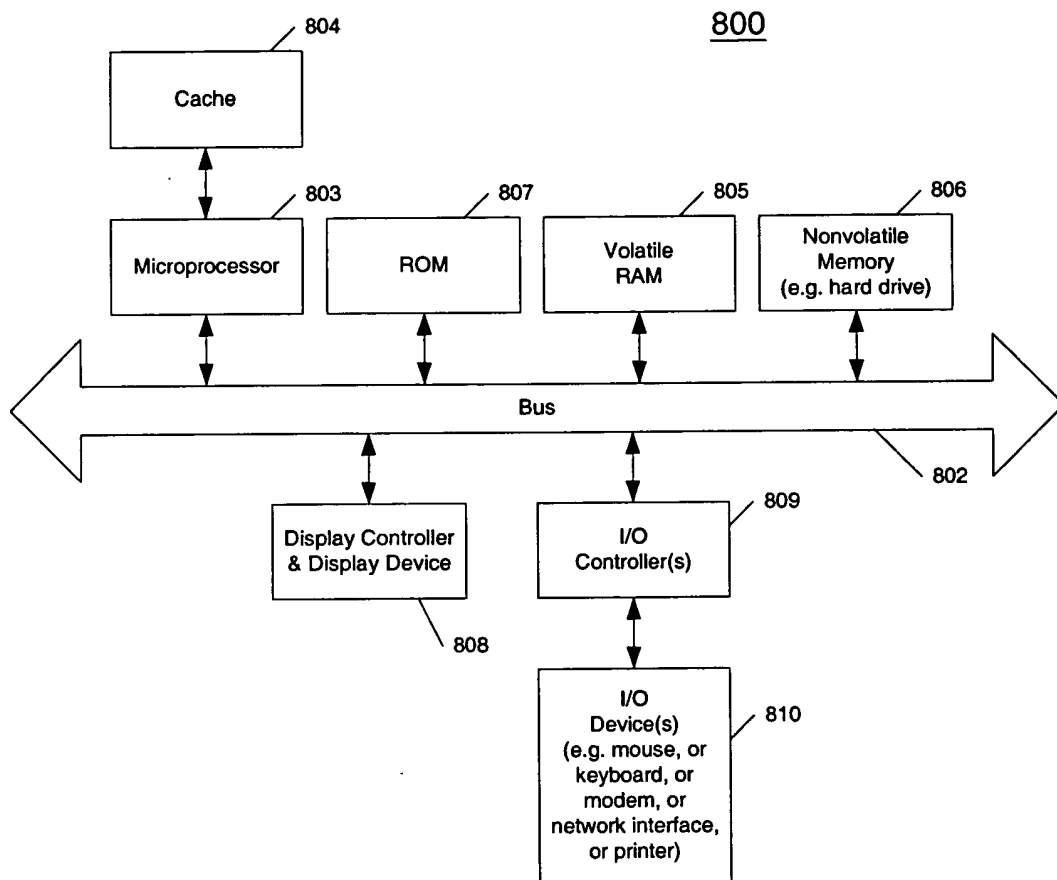 800
804
Cache
803
Microprocessor
807
ROM
805
Volatile
RAM
806
Nonvolatile
Memory
(e.g. hard drive)
Bus
802
Display Controller
& Display Device
808
809
I/O
Controller(s)
810
I/O
Device(s)
(e.g. mouse, or
keyboard, or
modem, or
network interface,
or printer)